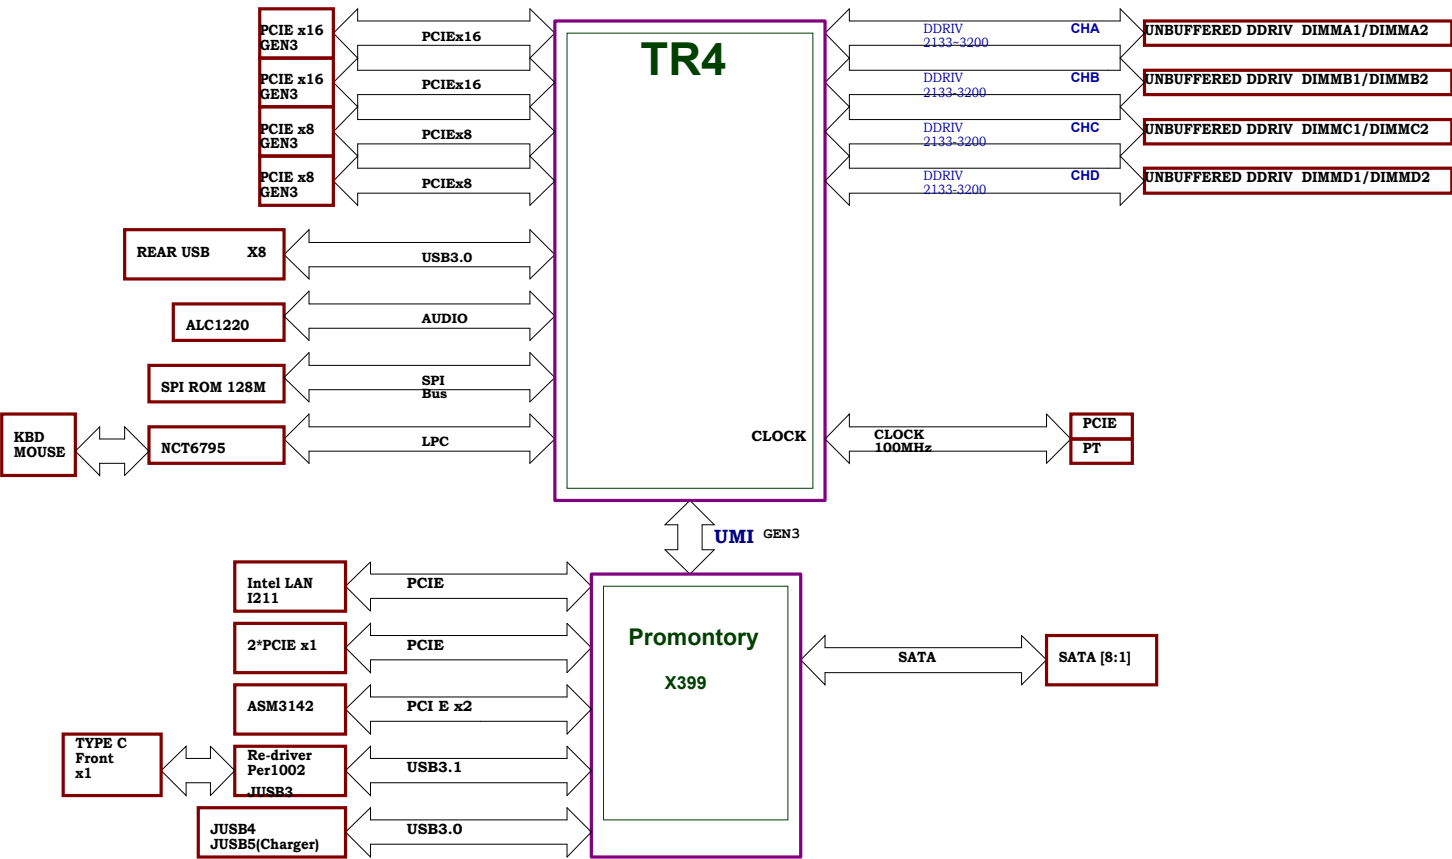 PCIE x16
GEN3
PCIEx16
PCIE x16
GEN3
PCIEx16
PCIE x8
GEN3
PCIEx8
PCIE x8
GEN3
PCIEx8
REAR USB X8
USB3.0
ALC1220
AUDIO
SPI ROM 128M
SPI
Bus
KBD
MOUSE
NCT6795
LPC
TR4
CLOCK
DDRIV
2133~3200
CHA
UNBUFFERED DDRIV DIMMA1/DIMMA2
DDRIV
2133-3200
CHB
UNBUFFERED DDRIV DIMMB1/DIMMB2
DDRIV
2133-3200
CHC
UNBUFFERED DDRIV DIMMC1/DIMMC2
DDRIV
2133-3200
CHD
UNBUFFERED DDRIV DIMMD1/DIMMD2
CLOCK
100MHz
PCIE
PT
UMI GEN3
Intel LAN
I211
PCIE
2*PCIE x1
PCIE
ASM3142
PCI E x2
TYPE C
Front
x1
Re-driver
Per1002
JUSB3
USB3.1
JUSB4
JUSB5(Charger)
USB3.0
Promontory
X399
SATA
SATA [8:1]